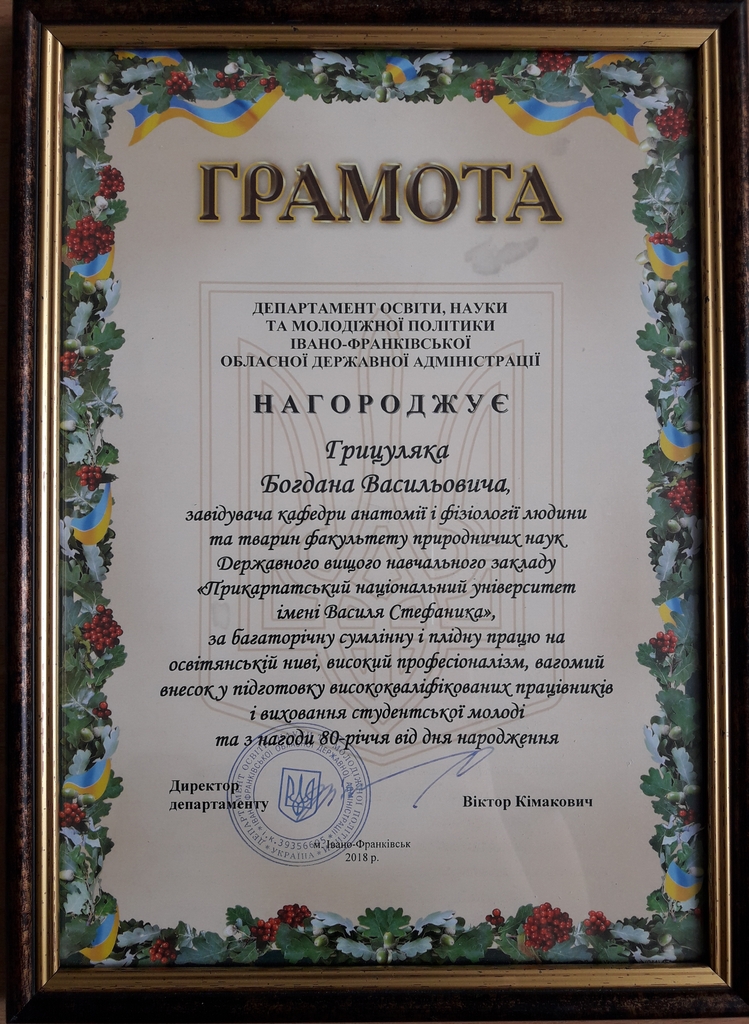 ГРАМОТА
ДЕПАРТАМЕНТ ОСВІТИ, НАУКИ
ТА МОЛОДІЖНОЇ ПОЛІТИКИ
ІВАНО-ФРАНКІВСЬКОЇ
ОБЛАСНОЇ ДЕРЖАВНОЇ АДМІНІСТРАЦІЇ
НАГОРОДЖУЄ
Грицуляка
Богдана Васильовича,
завідувача кафедри анатомії і фізіології людини
та тварин факультету природничих наук
Державного вищого навчального закладу
«Прикарпатський національний університет
імені Василя Стефаника»,
за багаторічну сумлінну і плідну працю на
освітянській ниві, високий професіоналізм, вагомий
внесок у підготовку висококваліфікованих працівників
і виховання студентської молоді
та з нагоди 80-річчя від дня народження
Директор
департаменту
Віктор Кімакович
м. Івано-Франківськ
2018 р.
УКРАЇНА